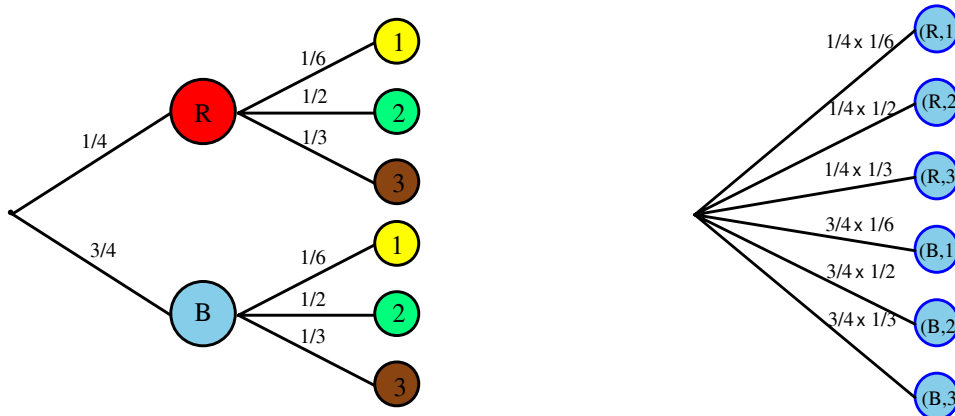 1/4
3/4
R
B
1/6
1/2
1/3
1
2
3
1/6
1/2
1/3
1
2
3
1/4 x 1/6
1/4 x 1/2
1/4 x 1/3
3/4 x 1/6
3/4 x 1/2
3/4 x 1/3
(R,1
(R,2
(R,3
(B,1
(B,2
(B,3